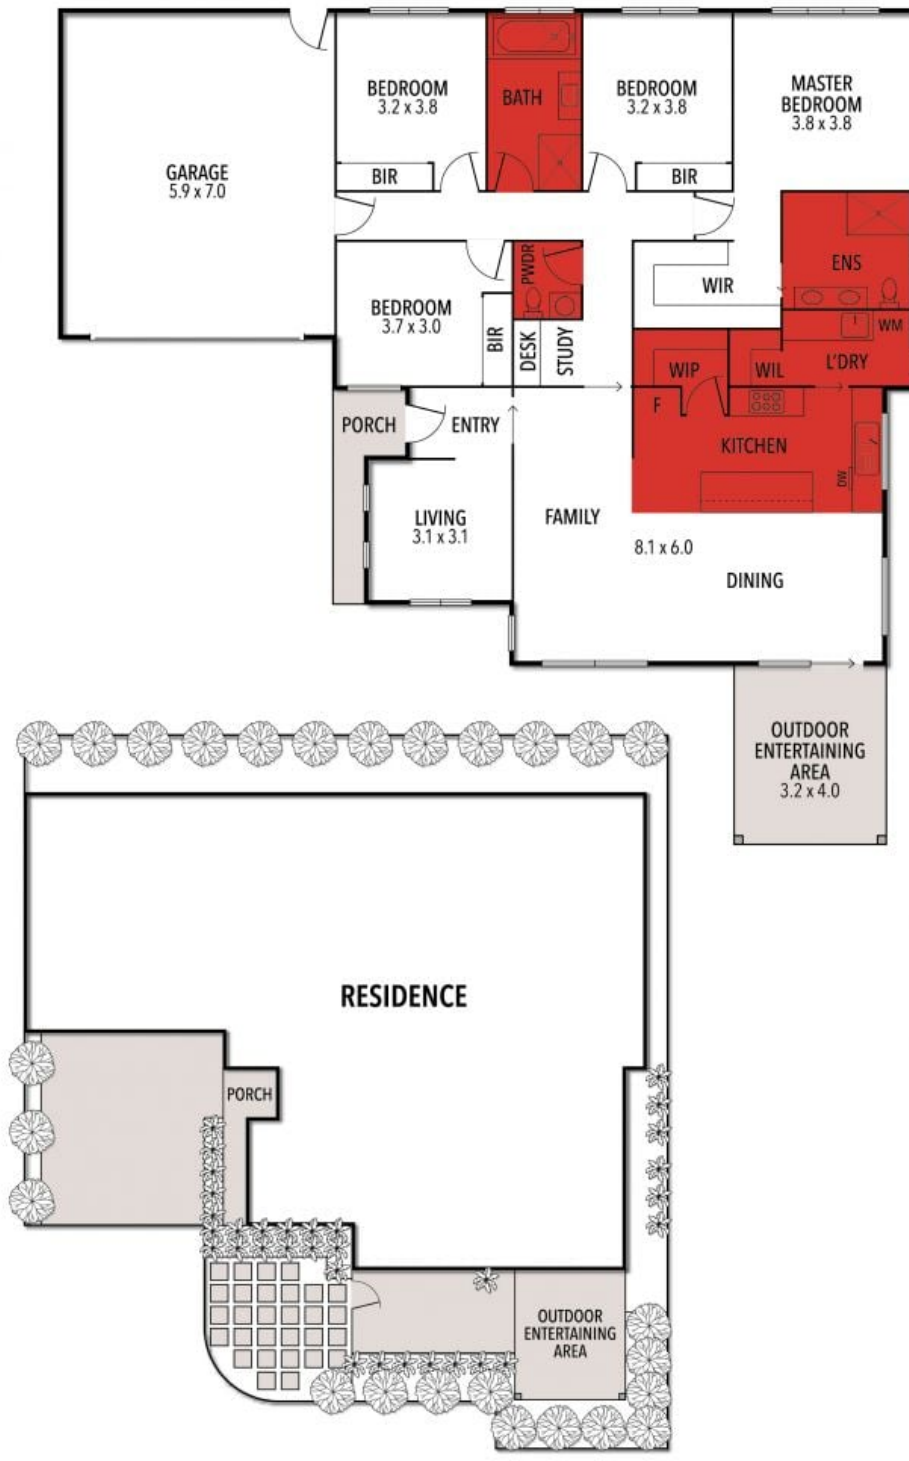 BEDROOM
3.2 x 3.8
BATH
BEDROOM
3.2 x 3.8
MASTER
BEDROOM
3.8 x 3.8
GARAGE
5.9 x 7.0
BIR
BIR
PWDR
ENS
WIR
BEDROOM
3.7 x 3.0
BIR
DESK
STUDY
WM
WIP
WIL
L'DRY
F
PORCH
ENTRY
KITCHEN
DW
LIVING
3.1 x 3.1
FAMILY
8.1 x 6.0
DINING
OUTDOOR
ENTERTAINING
AREA
3.2 x 4.0
RESIDENCE
PORCH
OUTDOOR
ENTERTAINING
AREA